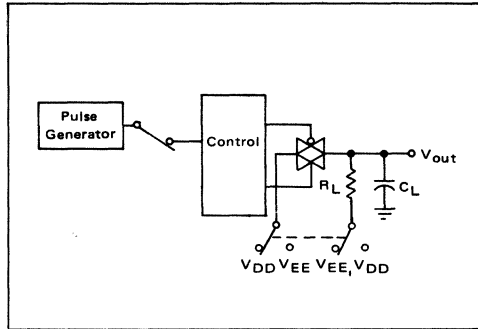 Pulse
Generator
Control
Vout
RL
CL
VDD VEE VEE, VDD